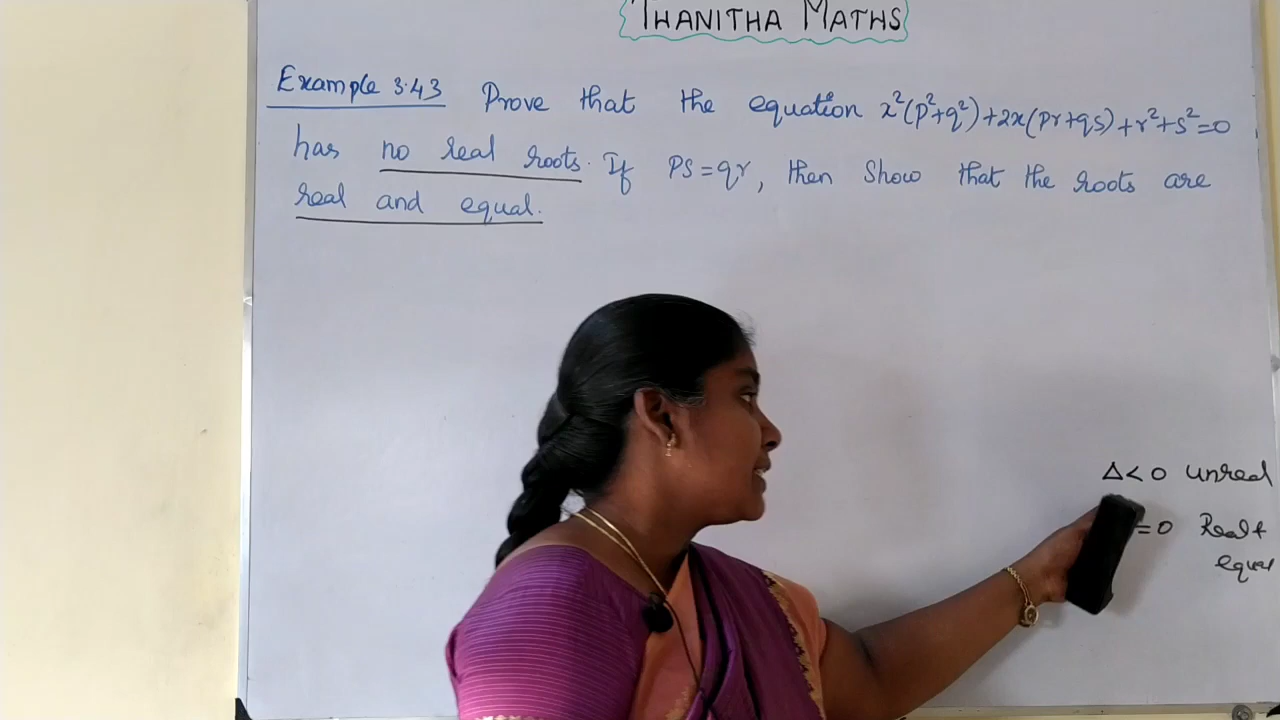 THANITHA MATHS
Example 3.43 Prove that the equation x²(p²+q²)+2x(pr+qs)+r²+s²=0
has no real roots. If PS=qr, then Show that the roots are
real and equal.
Δ<0 unreal
=0 Real +
equal